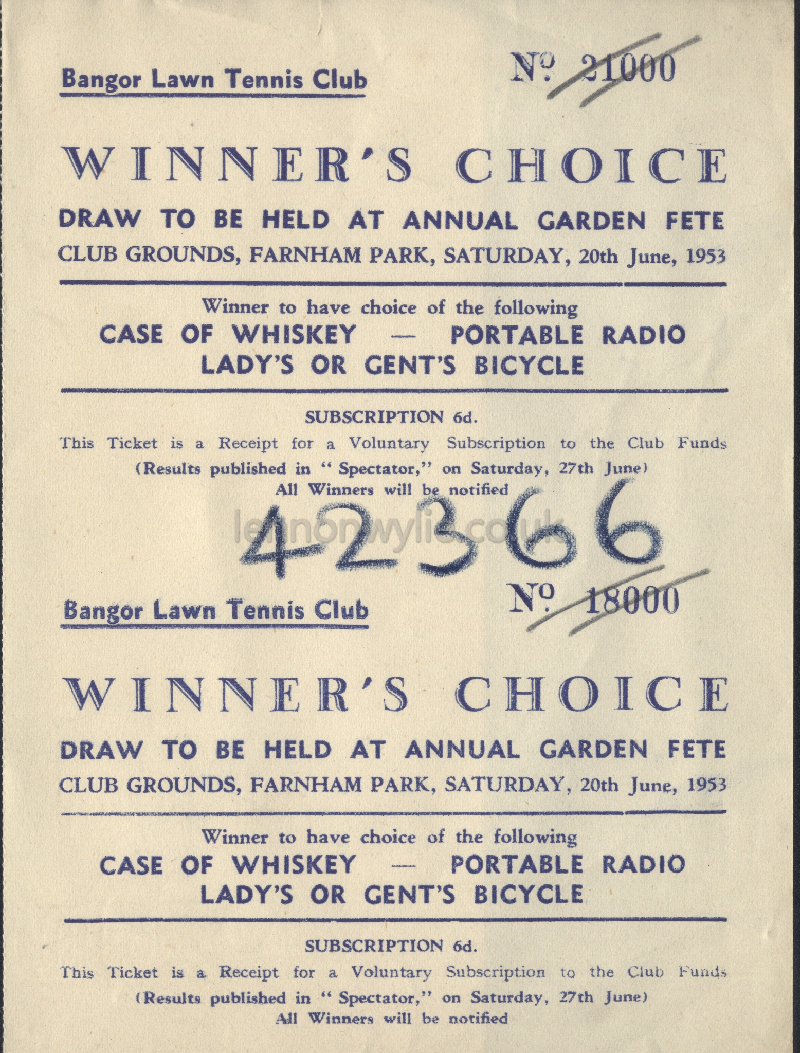 Bangor Lawn Tennis Club Nº 21000
WINNER'S CHOICE
DRAW TO BE HELD AT ANNUAL GARDEN FETE
CLUB GROUNDS, FARNHAM PARK, SATURDAY, 20th June, 1953
Winner to have choice of the following
CASE OF WHISKEY — PORTABLE RADIO
LADY'S OR GENT'S BICYCLE
SUBSCRIPTION 6d.
This Ticket is a Receipt for a Voluntary Subscription to the Club Funds
(Results published in "Spectator," on Saturday, 27th June)
All Winners will be notified
lennonwylie.co.uk
42366
Bangor Lawn Tennis Club Nº 18000
WINNER'S CHOICE
DRAW TO BE HELD AT ANNUAL GARDEN FETE
CLUB GROUNDS, FARNHAM PARK, SATURDAY, 20th June, 1953
Winner to have choice of the following
CASE OF WHISKEY — PORTABLE RADIO
LADY'S OR GENT'S BICYCLE
SUBSCRIPTION 6d.
This Ticket is a Receipt for a Voluntary Subscription to the Club Funds
(Results published in "Spectator," on Saturday, 27th June)
All Winners will be notified